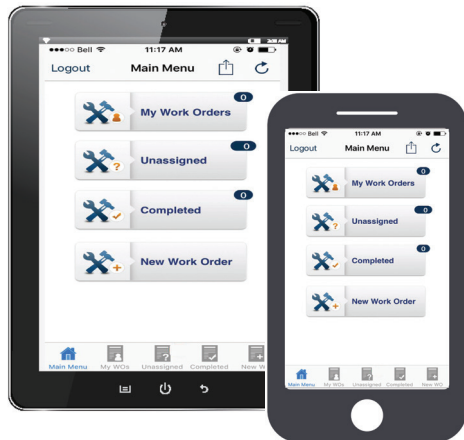 ●●●○○ Bell 11:17 AM
Logout Main Menu
0
My Work Orders
0
Unassigned
0
Completed
New Work Order
Main Menu My WOs Unassigned Completed New W
●●●○○ Bell 11:17 AM
Logout Main Menu
0
My Work Orders
0
Unassigned
0
Completed
New Work Order
Main Menu My WOs Unassigned Completed New WO